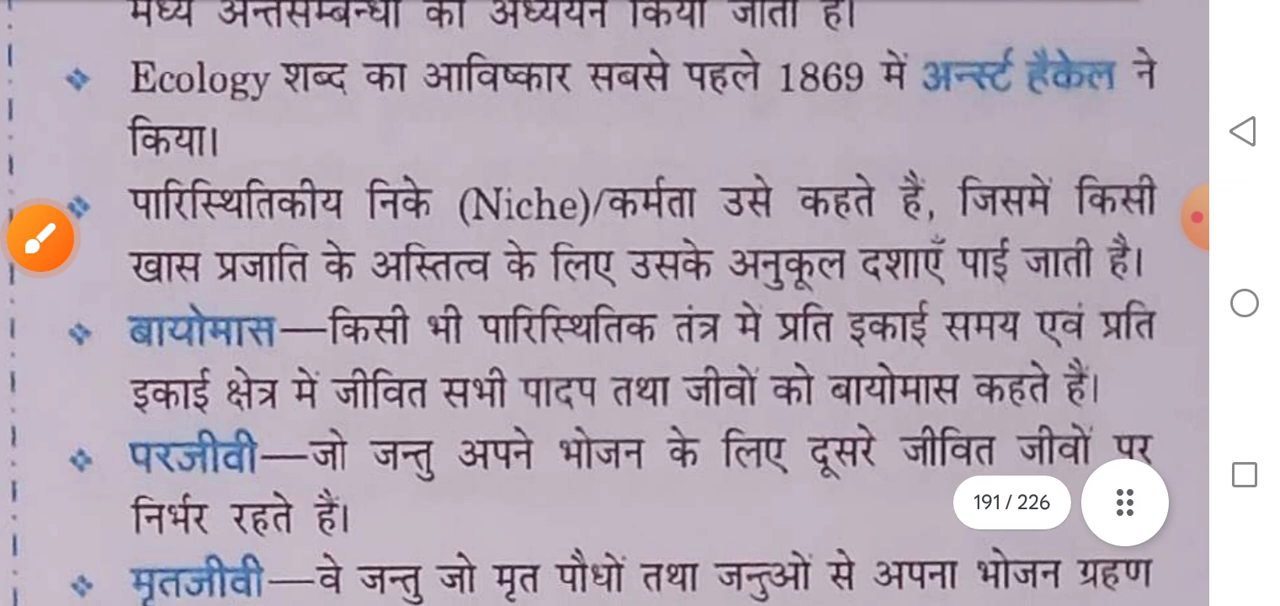 मध्य अन्तर्सम्बन्धों का अध्ययन किया जाता है।
Ecology शब्द का आविष्कार सबसे पहले 1869 में अर्न्स्ट हैकेल ने
किया।
पारिस्थितिकीय निके (Niche)/कर्मता उसे कहते हैं, जिसमें किसी
खास प्रजाति के अस्तित्व के लिए उसके अनुकूल दशाएँ पाई जाती है।
बायोमास—किसी भी पारिस्थितिक तंत्र में प्रति इकाई समय एवं प्रति
इकाई क्षेत्र में जीवित सभी पादप तथा जीवों को बायोमास कहते हैं।
परजीवी—जो जन्तु अपने भोजन के लिए दूसरे जीवित जीवों पर
निर्भर रहते हैं।
191 / 226
मृतजीवी—वे जन्तु जो मृत पौधों तथा जन्तुओं से अपना भोजन ग्रहण